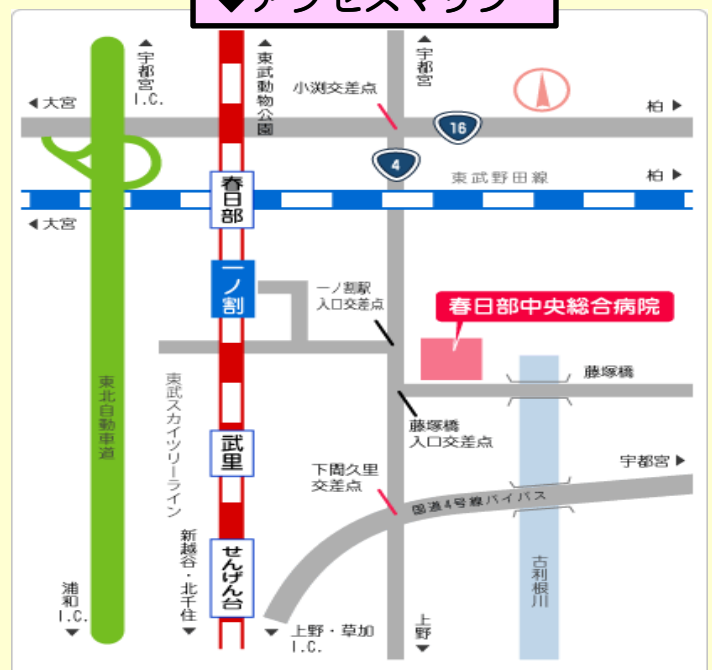 ◆アクセスマップ
▲宇都宮I.C.
▲東武動物公園
▲宇都宮
小渕交差点
◀大宮
柏▶
16
4
東武野田線
柏▶
春日部
◀大宮
一ノ割
一ノ割駅
入口交差点
春日部中央総合病院
東北自動車道
東武スカイツリーライン
藤塚橋
藤塚橋
入口交差点
武里
下間久里
交差点
宇都宮▶
国道4号線バイパス
新越谷・北千住▼
せんげん台
古利根川
浦和I.C.▼
▼上野・草加
I.C.
上野▼